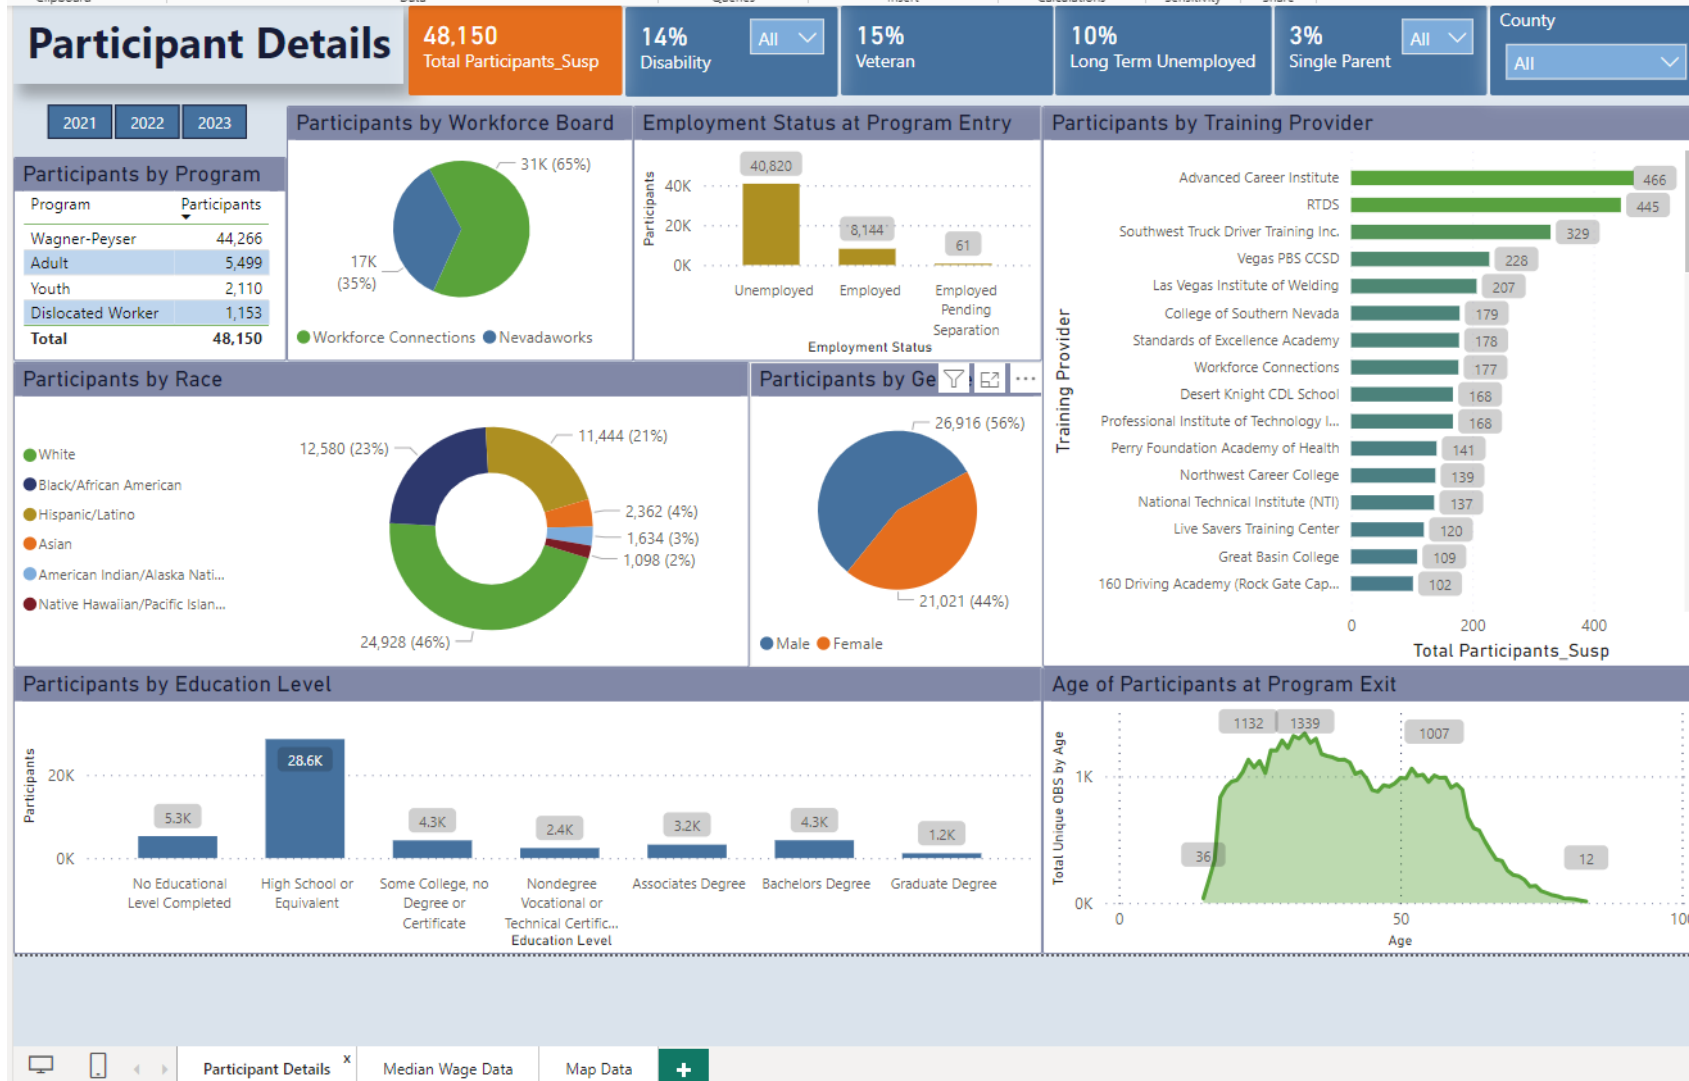 Participant Details
48,150
Total Participants_Susp
14%
Disability
All
15%
Veteran
10%
Long Term Unemployed
3%
Single Parent
All
County
All
2021
2022
2023
Participants by Program
Program Participants
Wagner-Peyser 44,266
Adult 5,499
Youth 2,110
Dislocated Worker 1,153
Total 48,150
Participants by Workforce Board
31K (65%)
17K
(35%)
Workforce Connections Nevadaworks
Employment Status at Program Entry
Participants
40K
20K
0K
40,820
8,144
61
Unemployed
Employed
Employed
Pending
Separation
Employment Status
Participants by Training Provider
Training Provider
Advanced Career Institute 466
RTDS 445
Southwest Truck Driver Training Inc. 329
Vegas PBS CCSD 228
Las Vegas Institute of Welding 207
College of Southern Nevada 179
Standards of Excellence Academy 178
Workforce Connections 177
Desert Knight CDL School 168
Professional Institute of Technology I... 168
Perry Foundation Academy of Health 141
Northwest Career College 139
National Technical Institute (NTI) 137
Live Savers Training Center 120
Great Basin College 109
160 Driving Academy (Rock Gate Cap... 102
0 200 400
Total Participants_Susp
Participants by Race
White
Black/African American
Hispanic/Latino
Asian
American Indian/Alaska Nati...
Native Hawaiian/Pacific Islan...
12,580 (23%)
11,444 (21%)
2,362 (4%)
1,634 (3%)
1,098 (2%)
24,928 (46%)
Participants by Ge
26,916 (56%)
21,021 (44%)
Male Female
Participants by Education Level
Participants
20K
0K
5.3K
28.6K
4.3K
2.4K
3.2K
4.3K
1.2K
No Educational
Level Completed
High School or
Equivalent
Some College, no
Degree or
Certificate
Nondegree
Vocational or
Technical Certific...
Associates Degree
Bachelors Degree
Graduate Degree
Education Level
Age of Participants at Program Exit
Total Unique OBS by Age
1K
0K
36
1132
1339
1007
12
0 50
Age
Participant Details x
Median Wage Data
Map Data
+